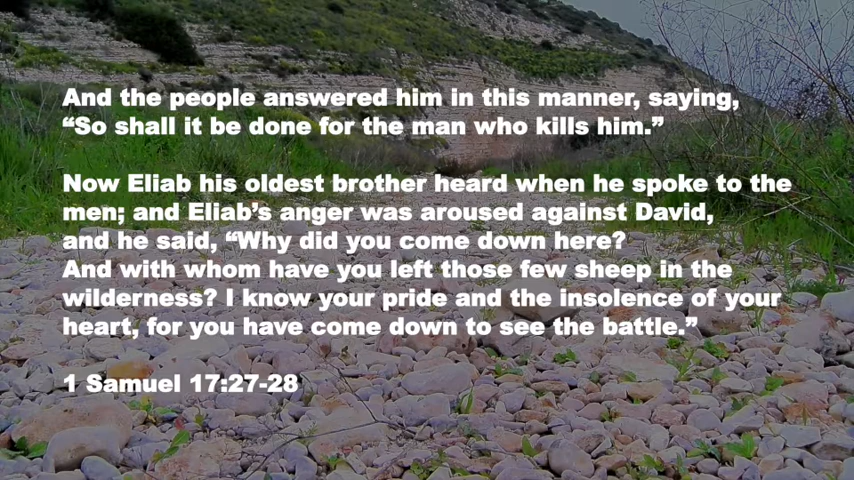 And the people answered him in this manner, saying,
“So shall it be done for the man who kills him.”
Now Eliab his oldest brother heard when he spoke to the
men; and Eliab’s anger was aroused against David,
and he said, “Why did you come down here?
And with whom have you left those few sheep in the
wilderness? I know your pride and the insolence of your
heart, for you have come down to see the battle.”
1 Samuel 17:27-28